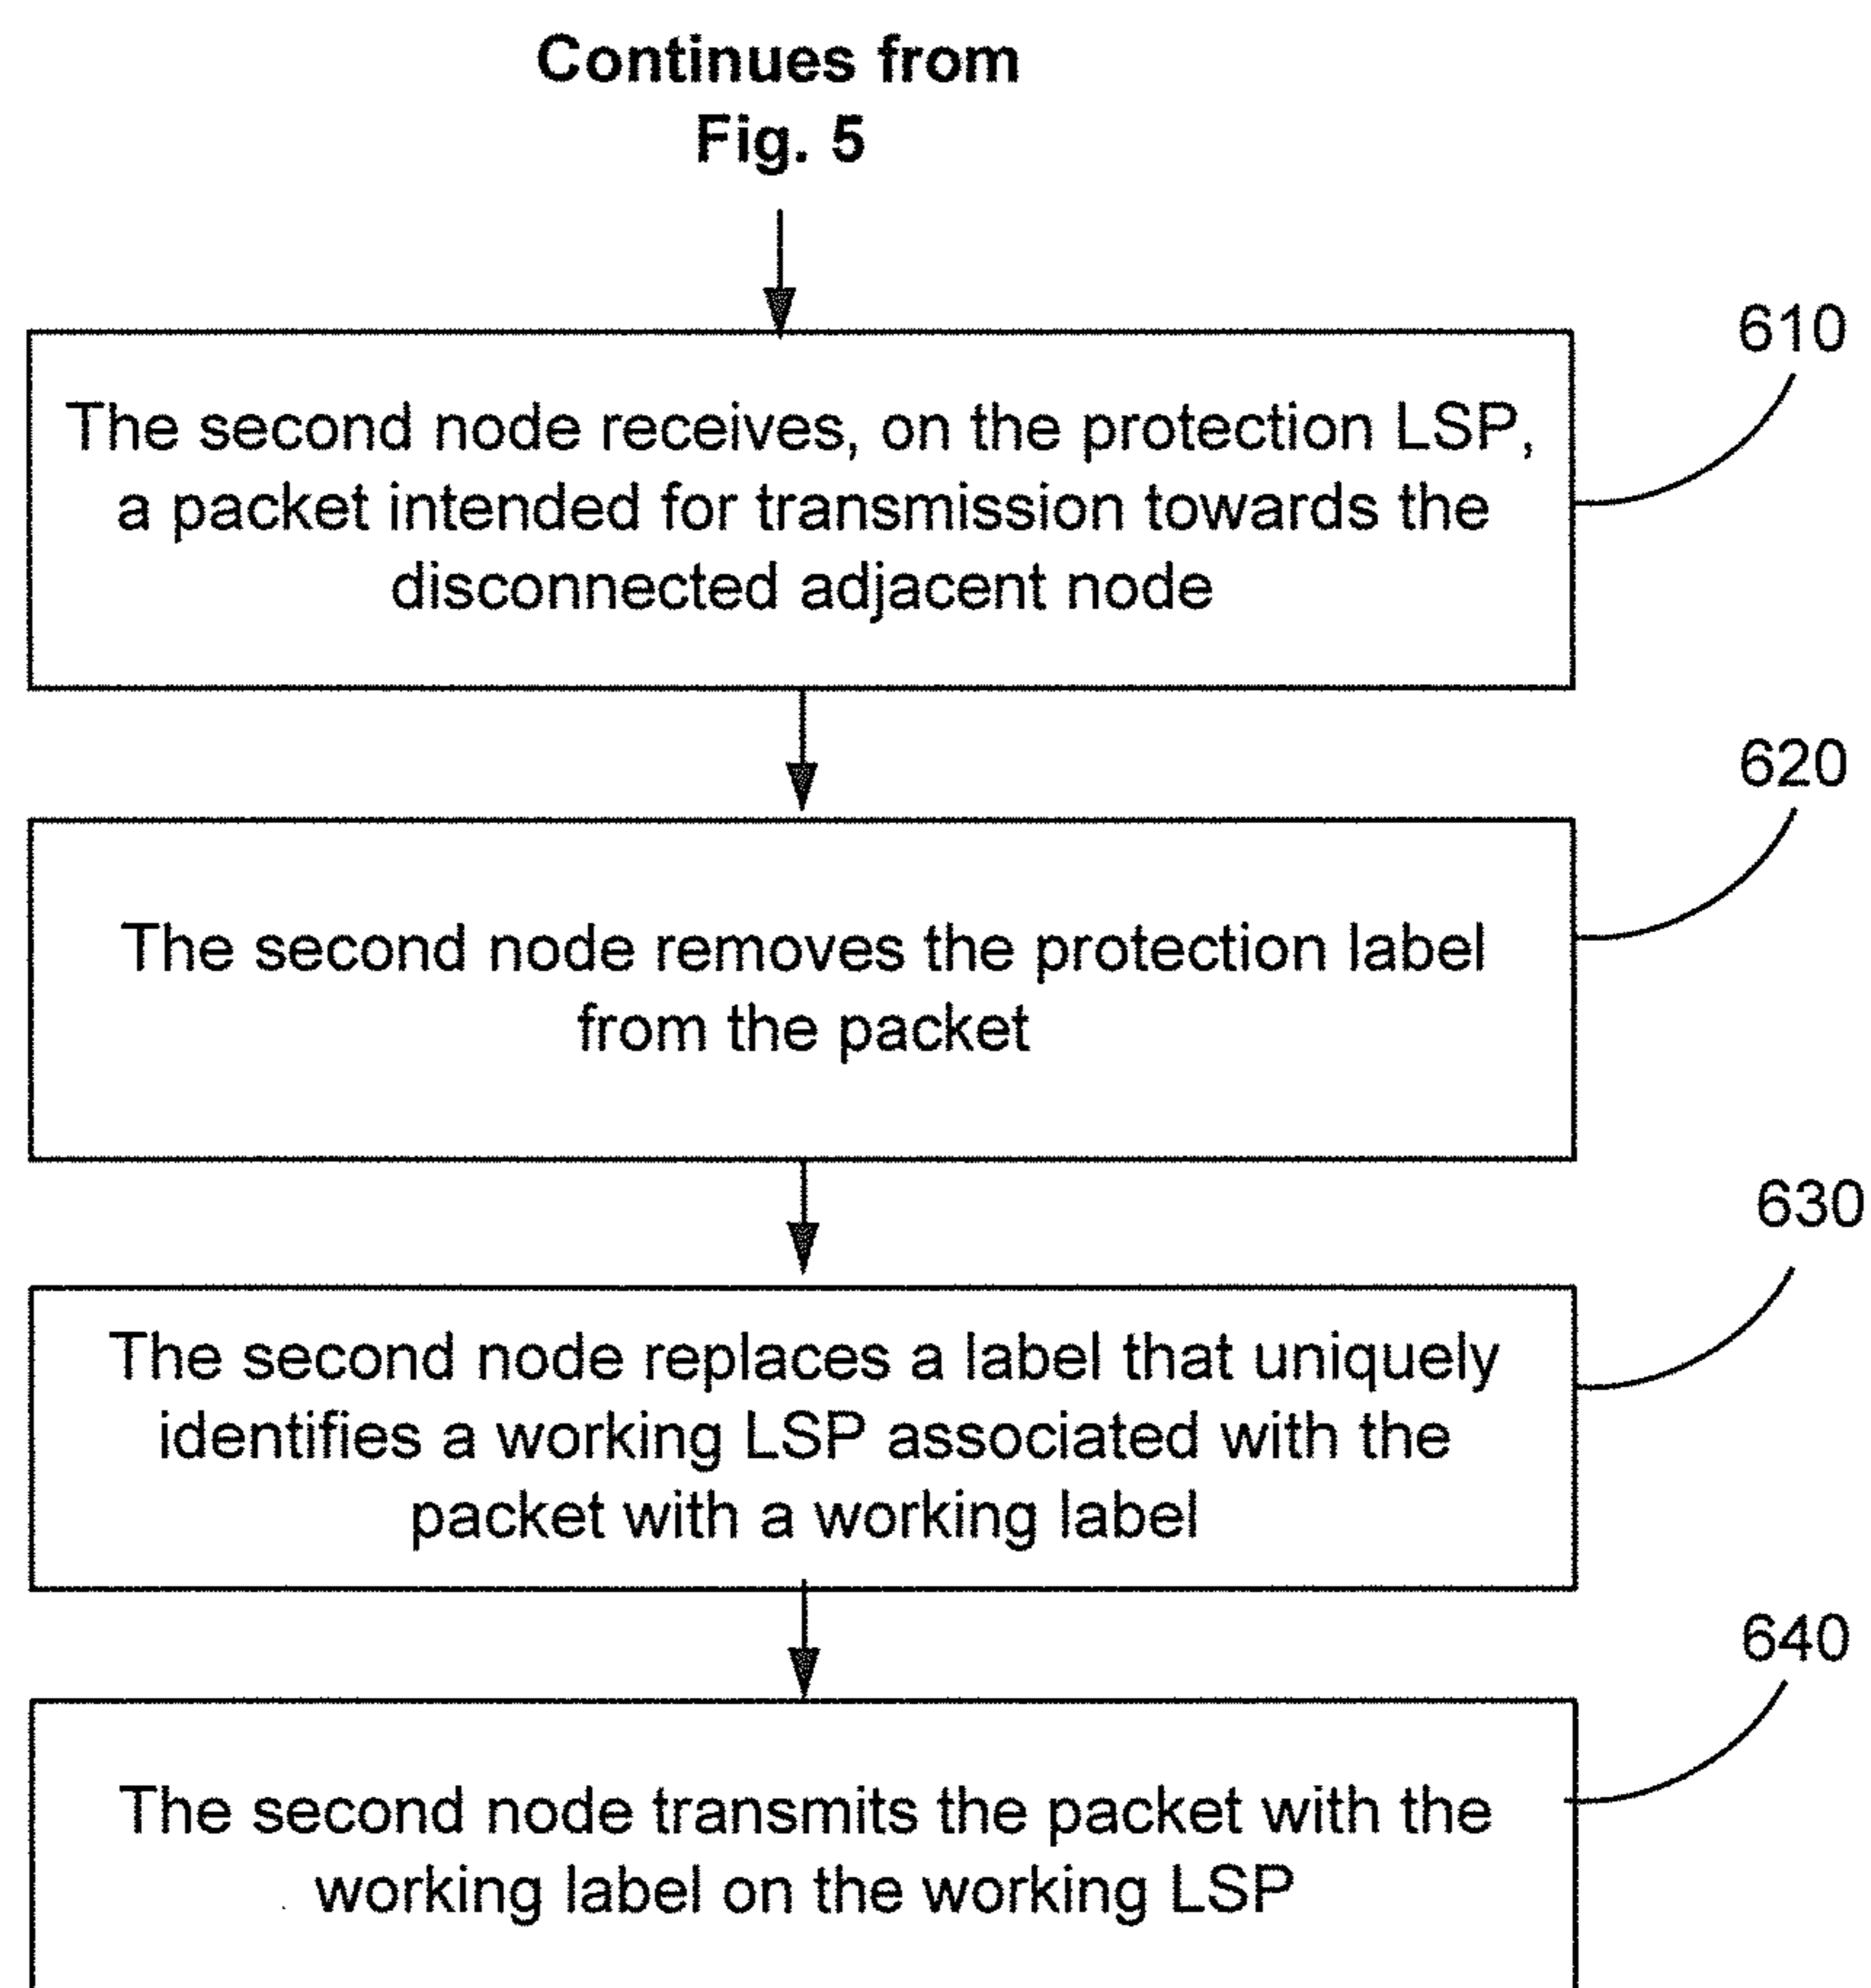 Continues from
Fig. 5
610
The second node receives, on the protection LSP,
a packet intended for transmission towards the
disconnected adjacent node
620
The second node removes the protection label
from the packet
630
The second node replaces a label that uniquely
identifies a working LSP associated with the
packet with a working label
640
The second node transmits the packet with the
working label on the working LSP